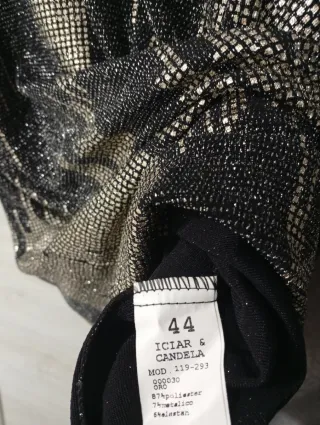 44
ICIAR &
CANDELA
MOD. 119-293
000030
ORO
87%poliester
7%metalico
6%elastan